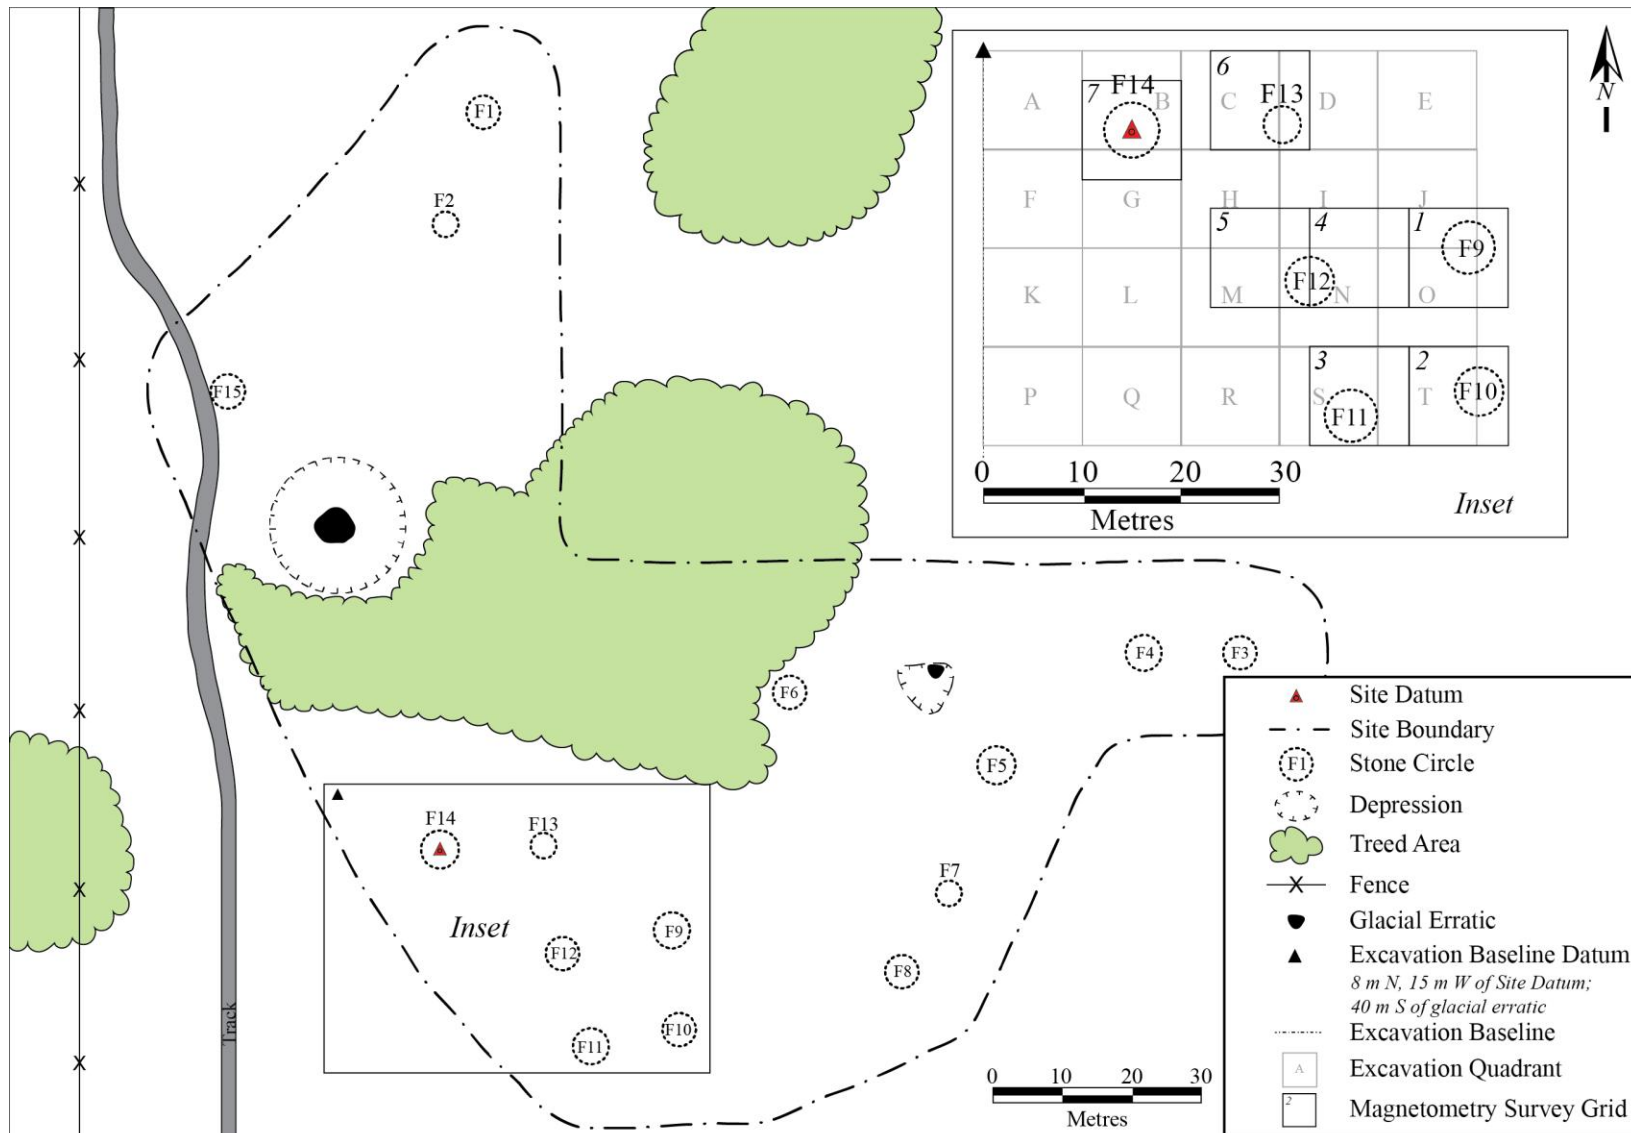 F1
F2
F15
F6
F4
F3
F5
F7
F8
F14
F13
Inset
F12
F9
F11
F10
Track
N
6
7
F14
F13
A
B
C
D
E
F
G
H
I
J
5
4
1
F9
F12
K
L
M
N
O
3
2
P
Q
R
S
T
F11
F10
0 10 20 30
Metres
Inset
0 10 20 30
Metres
Site Datum
Site Boundary
F1 Stone Circle
Depression
Treed Area
X Fence
Glacial Erratic
Excavation Baseline Datum
8 m N, 15 m W of Site Datum;
40 m S of glacial erratic
Excavation Baseline
A Excavation Quadrant
2 Magnetometry Survey Grid